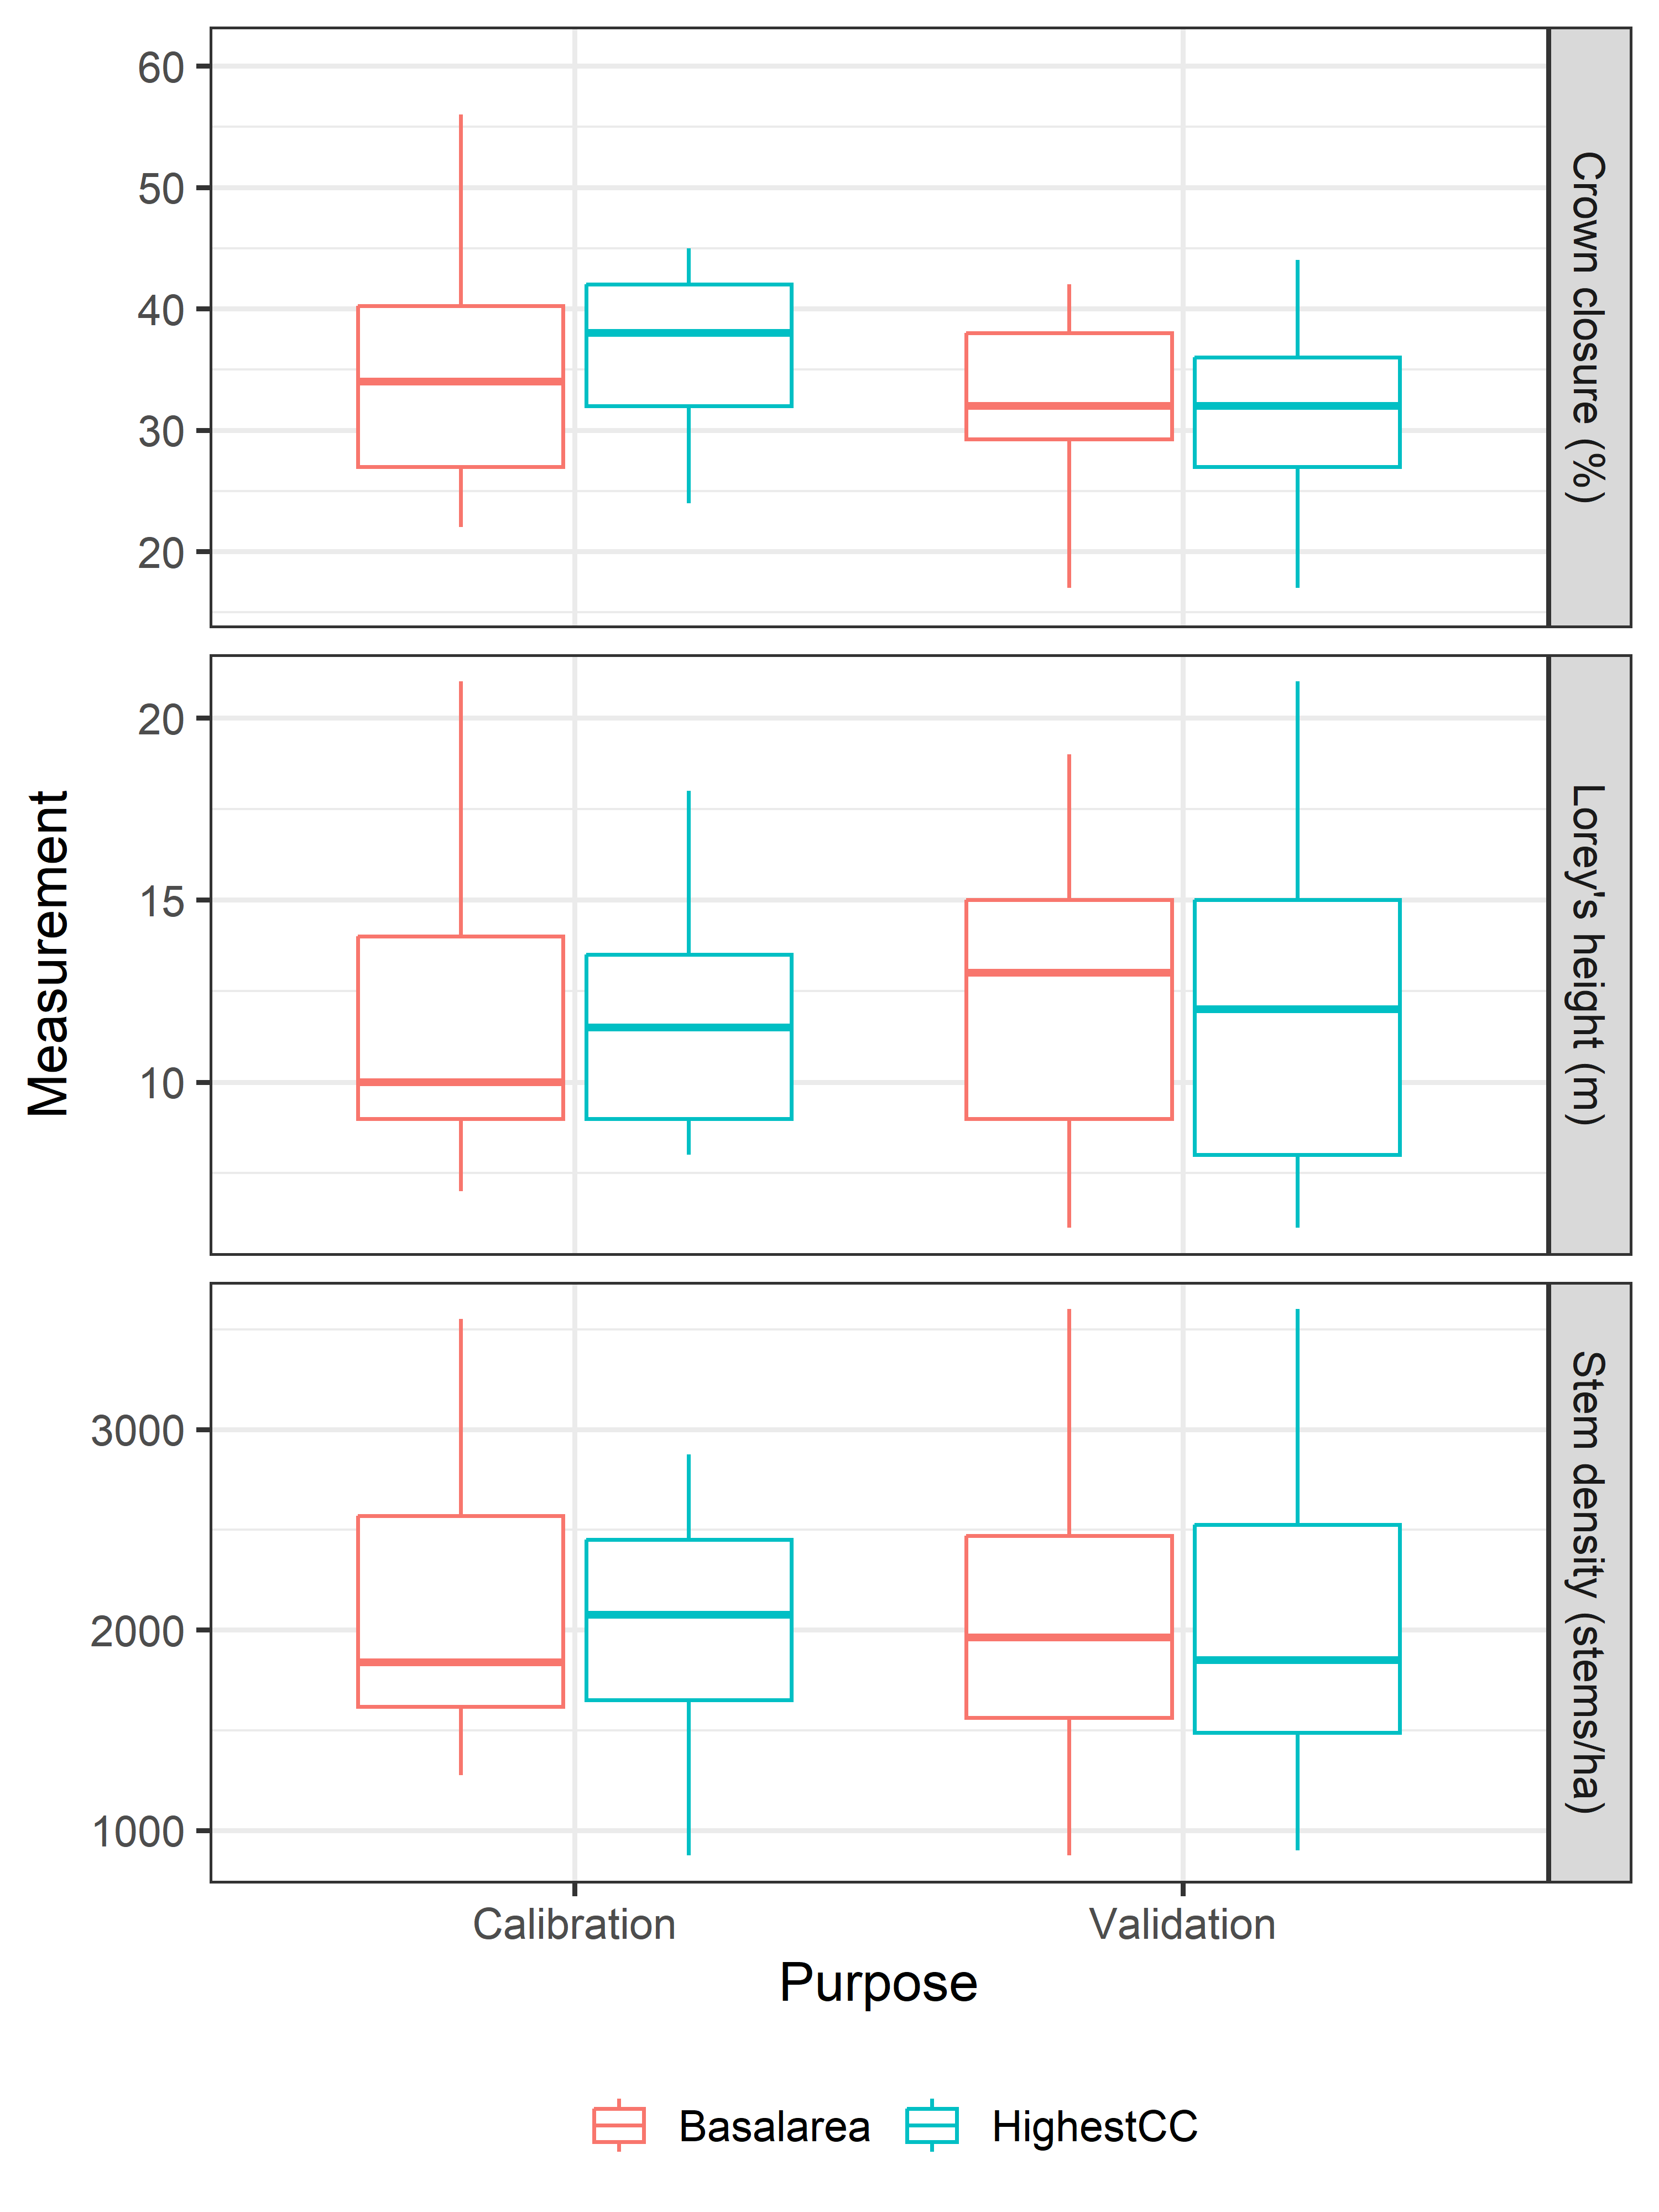 60
50
40
30
20
Crown closure (%)
20
15
10
Lorey's height (m)
Measurement
3000
2000
1000
Stem density (stems/ha)
Calibration
Validation
Purpose
Basalarea
HighestCC